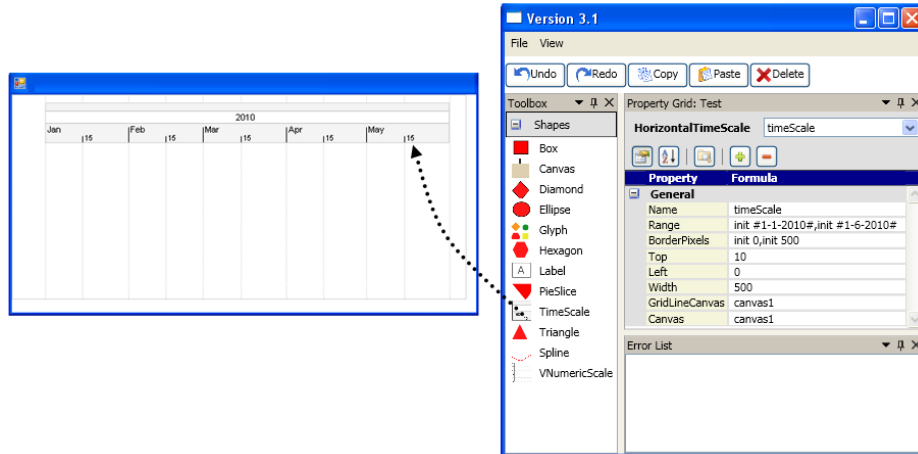 2010
Jan 15 Feb 15 Mar 15 Apr 15 May 15
Version 3.1
File View
Undo Redo Copy Paste Delete
Toolbox
Shapes
Box
Canvas
Diamond
Ellipse
Glyph
Hexagon
A Label
PieSlice
TimeScale
Triangle
Spline
VNumericScale
Property Grid: Test
HorizontalTimeScale timeScale
Property Formula
General
Name timeScale
Range init #1-1-2010#,init #1-6-2010#
BorderPixels init 0,init 500
Top 10
Left 0
Width 500
GridLineCanvas canvas1
Canvas canvas1
Error List